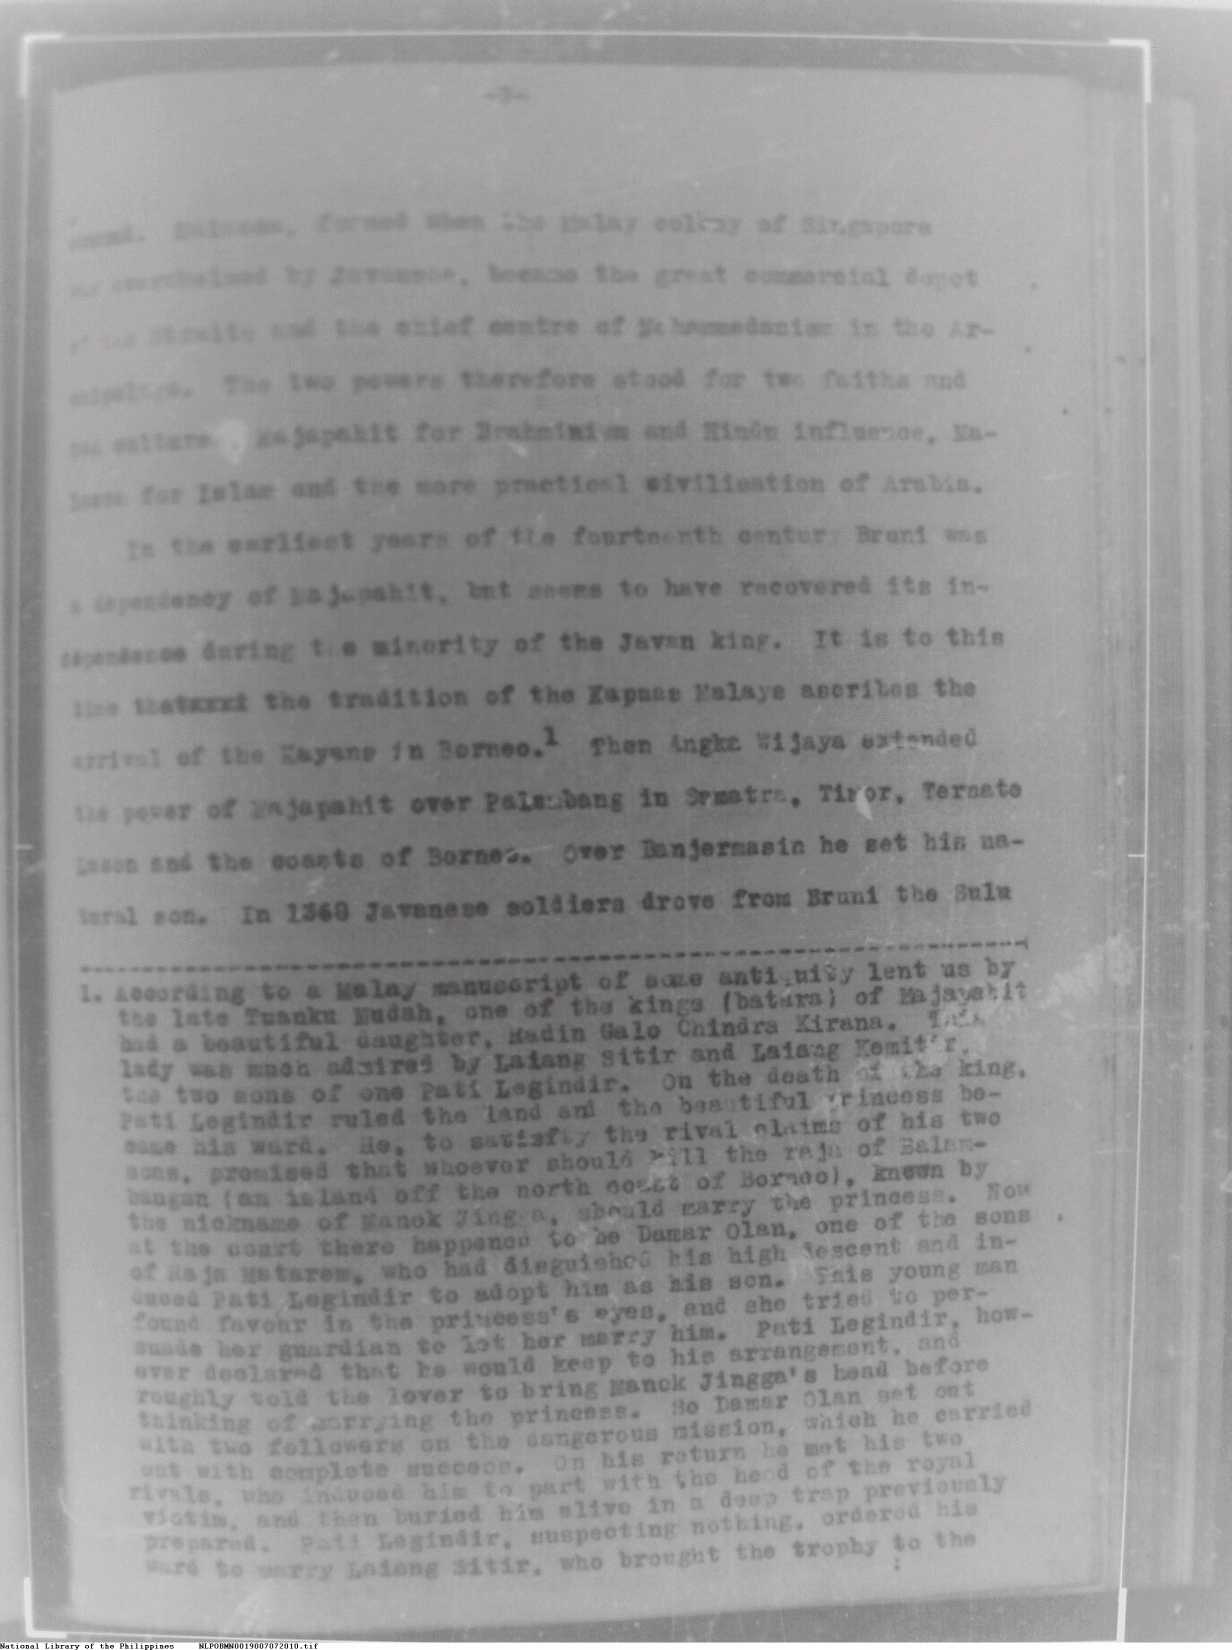 -3-
Malacca, formed when the Malay colony of Singapore
overwhelmed by Javanese, became the great commercial depot
of the Straits and the chief centre of Mohammedanism in the Ar-
chipelago. The two powers therefore stood for two faiths and
two culture Majapahit for Brahminism and Hindu influence, Ma-
lacca for Islam and the more practical civilisation of Arabia.
In the earliest years of the fourteenth century Bruni was
a dependency of Majapahit, but seems to have recovered its in-
dependence during the minority of the Javan king. It is to this
time thatxxxt the tradition of the Kapuas Malays ascribes the
arrival of the Kayans in Borneo.1 Then Angka Wijaya extended
the power of Majapahit over Palembang in Sumatra, Timor, Ternate
Luzon and the coasts of Borneo. Over Banjermasin he set his na-
tural son. In 1368 Javanese soldiers drove from Bruni the Sulu
1. According to a Malay manuscript of some antiquity lent us by
the late Tuanku Mudah, one of the kings (batara) of Majapahit
had a beautiful daughter, Radin Galo Chindra Kirana. This
lady was much admired by Laiang Sitir and Laiang Kemitir,
the two sons of one Pati Legindir. On the death of the king,
Pati Legindir ruled the land and the beautiful princess be-
came his ward. He, to satisfiy the rival claims of his two
sons, promised that whoever should kill the raja of Balam-
bangan (an island off the north coast of Borneo), known by
the nickname of Manok Jingga, should marry the princess. Now
at the court there happened to be Damar Olan, one of the sons
of Raja Matarem, who had disguished his high descent and in-
duced Pati Legindir to adopt him as his son. This young man
found favour in the princess's eyes, and she tried to per-
suade her guardian to let her marry him. Pati Legindir, how-
ever declared that he would keep to his arrangement, and
roughly told the lover to bring Manok Jingga's head before
thinking of marrying the princess. So Damar Olan set out
with two followers on the dangerous mission, which he carried
out with complete success. On his return he met his two
rivals, who induced him to part with the head of the royal
victim, and then buried him alive in a deep trap previously
prepared. Pati Legindir, suspecting nothing, ordered his
ward to marry Laiang Sitir, who brought the trophy to the
National Library of the Philippines NLPOBMN0019007072010.tif